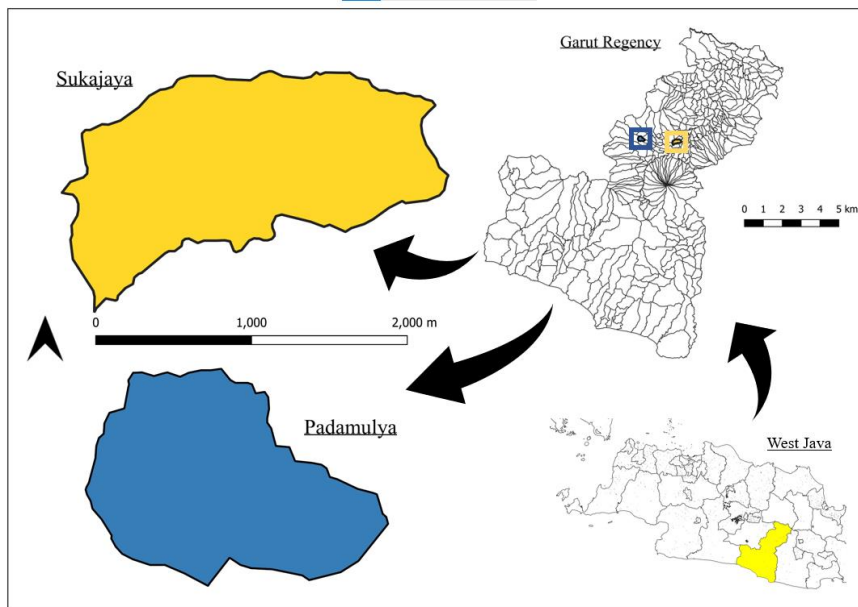 Garut Regency
Sukajaya
0 1 2 3 4 5 km
0 1,000 2,000 m
Padamulya
West Java